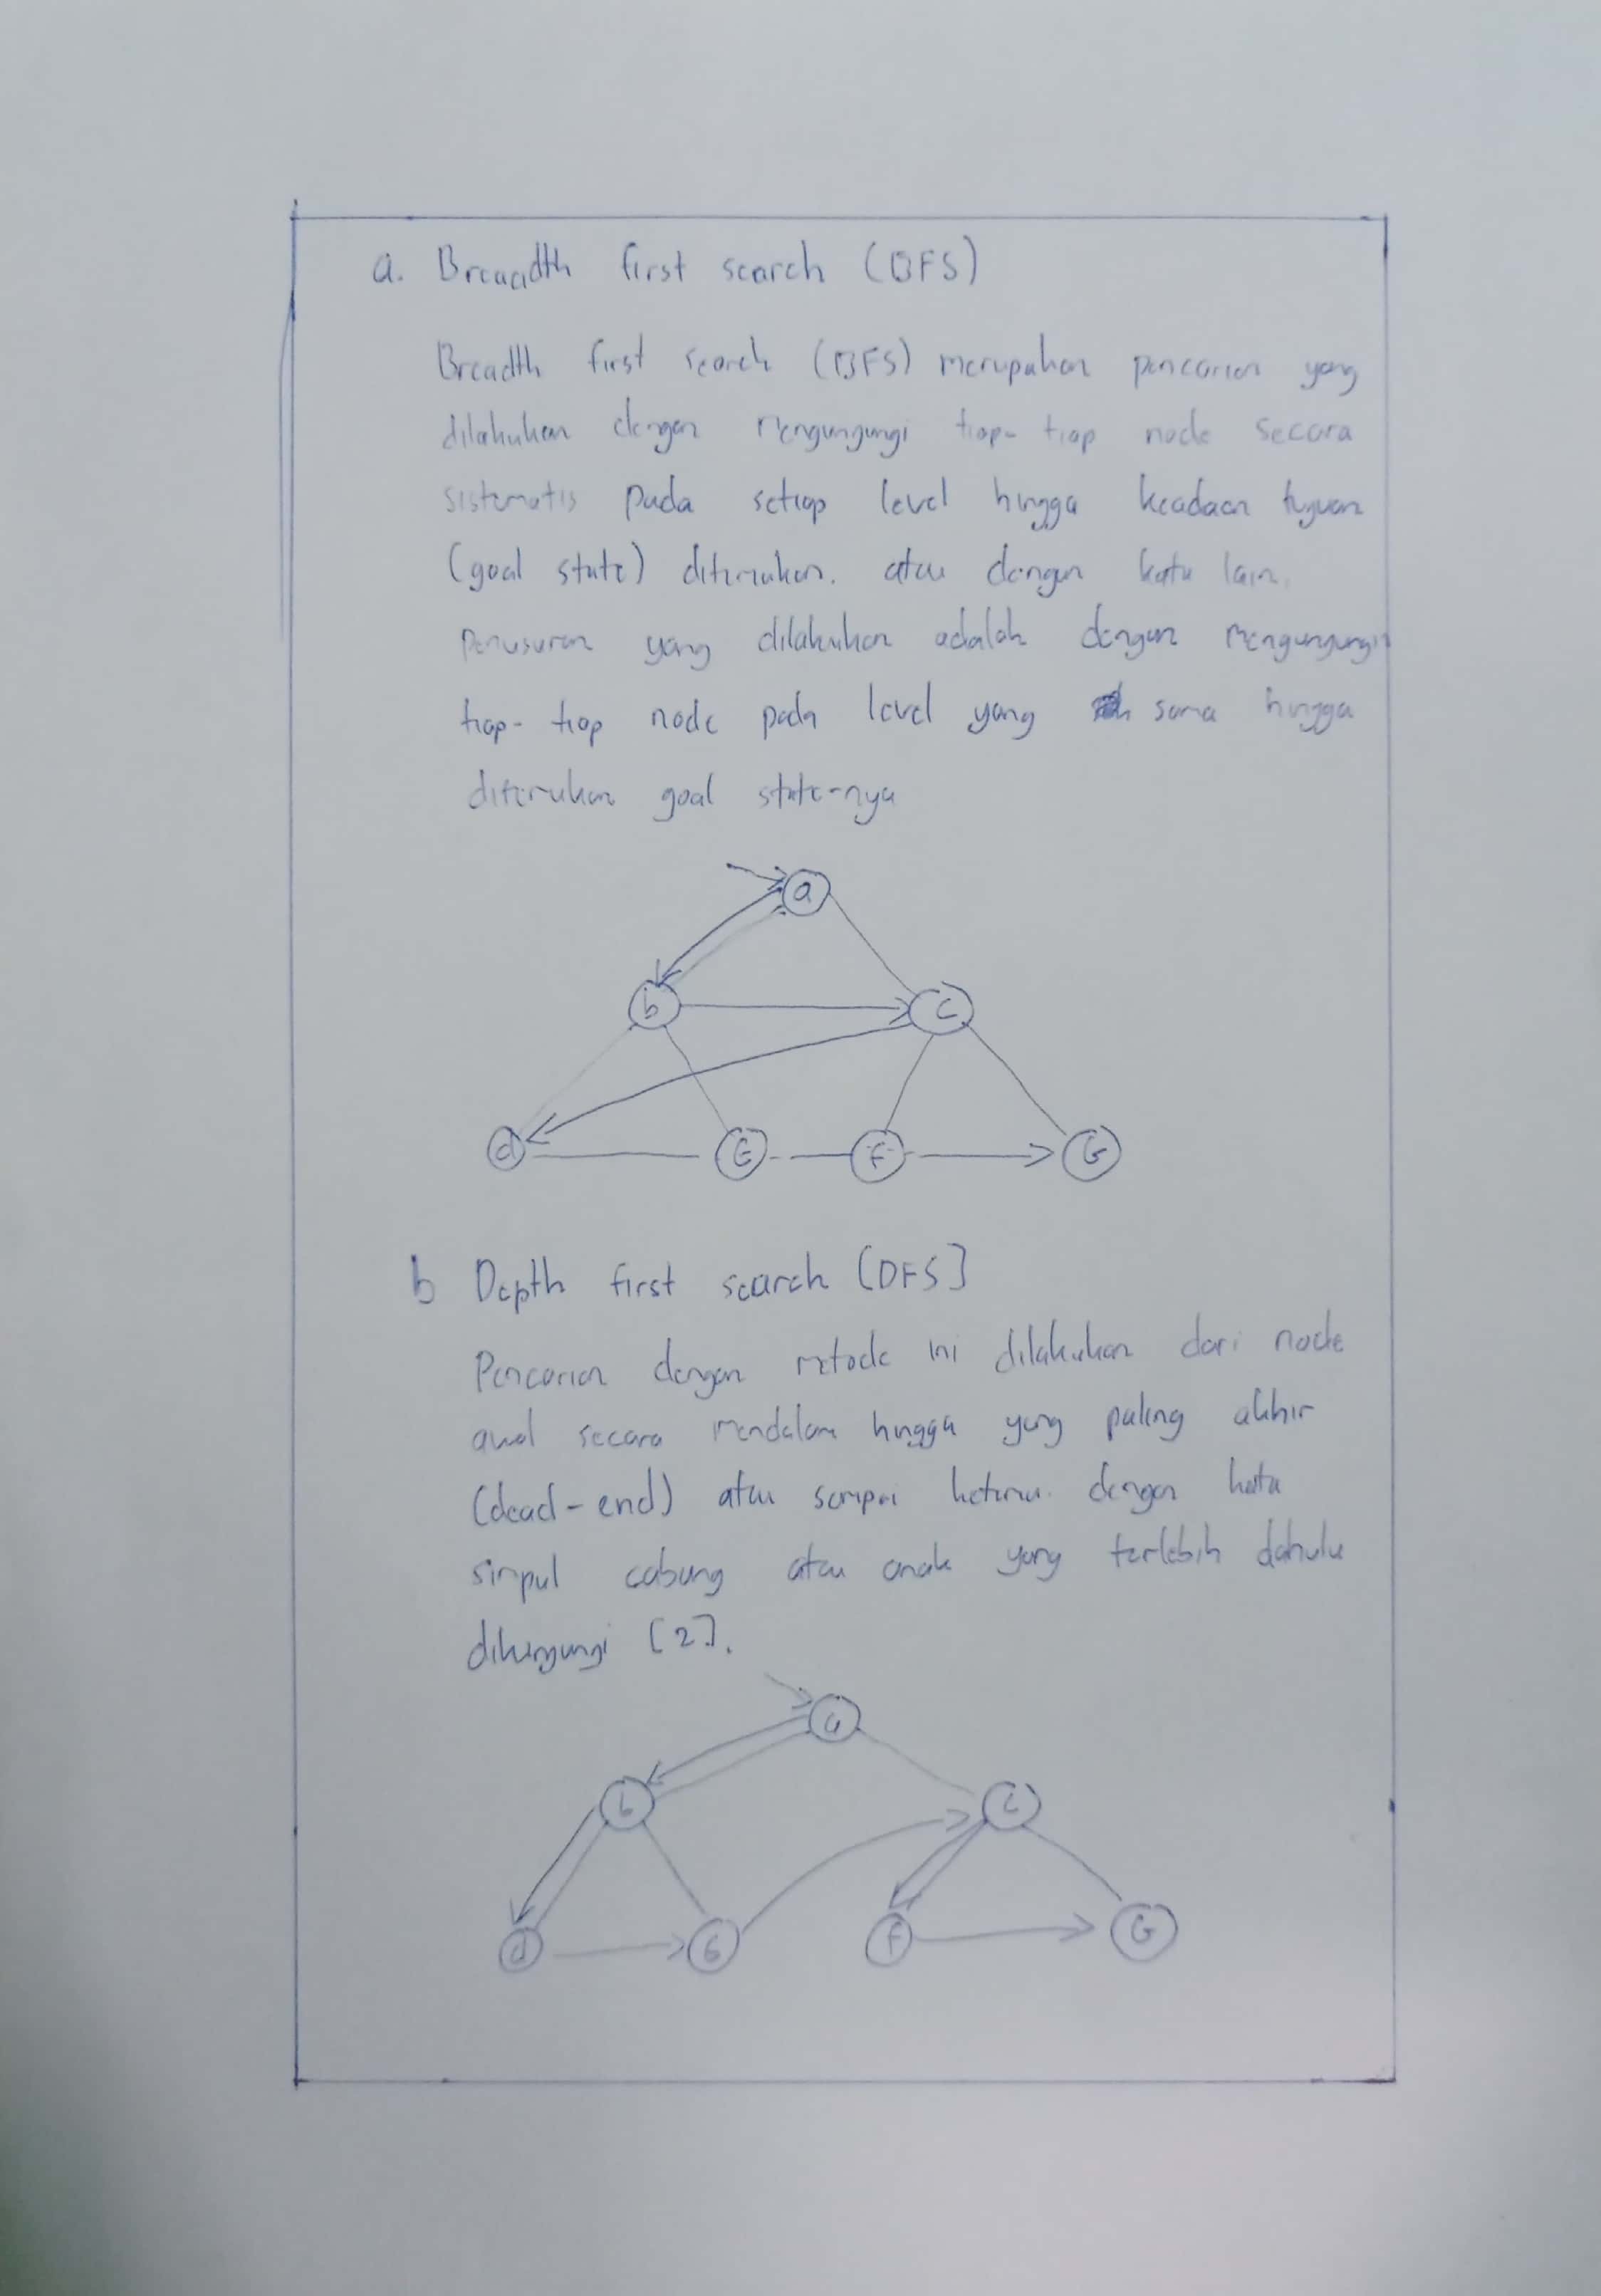 a. Breaadth first search (BFS)
Breadth first search (BFS) merupakan pencarian yang
dilakukan dengan mengungungi tiap-tiap node secara
sistematis pada setiap level hingga keadaan tujuan
(goal state) ditemukan. atau dengan kata lain.
Penusuran yang dilakukan adalah dengan mengungungi
tiap-tiap node pada level yang sama hingga
ditemukan goal state-nya
a
b C
d E F G
b Depth first search [DFS]
Pencarian dengan metode ini dilakukan dari node
awal secara mendalam hingga yang paling akhir
(dead-end) atau sampai ketemu. dengan kata
simpul cabang atau anak yang terlebih dahulu
dikungungi [2].
a
b C
d F G